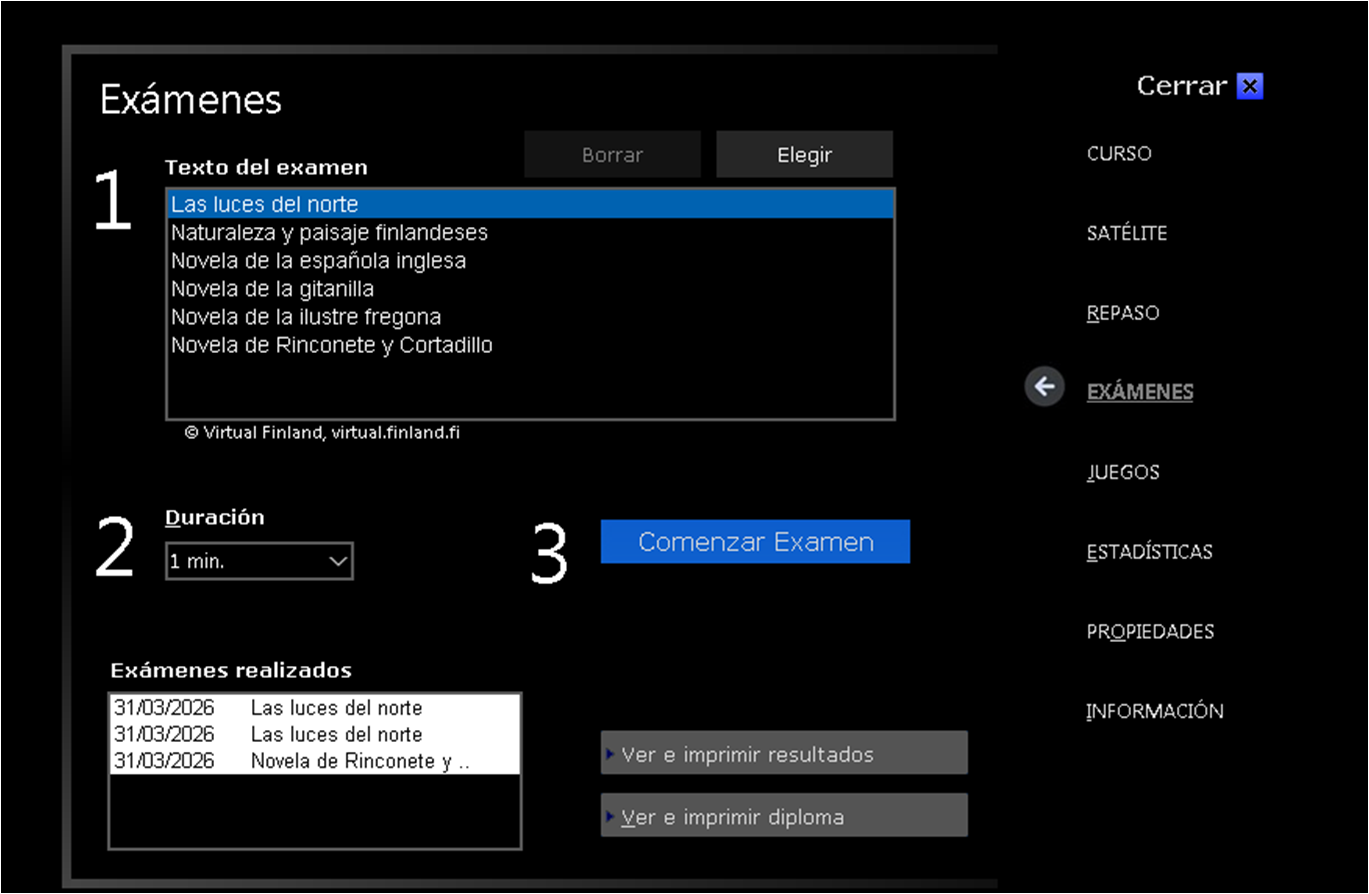 Exámenes
Cerrar
1
Texto del examen
Borrar
Elegir
Las luces del norte
Naturaleza y paisaje finlandeses
Novela de la española inglesa
Novela de la gitanilla
Novela de la ilustre fregona
Novela de Rinconete y Cortadillo
© Virtual Finland, virtual.finland.fi
2
Duración
1 min.
3
Comenzar Examen
Exámenes realizados
31/03/2026 Las luces del norte
31/03/2026 Las luces del norte
31/03/2026 Novela de Rinconete y ..
Ver e imprimir resultados
Ver e imprimir diploma
CURSO
SATÉLITE
REPASO
EXÁMENES
JUEGOS
ESTADÍSTICAS
PROPIEDADES
INFORMACIÓN